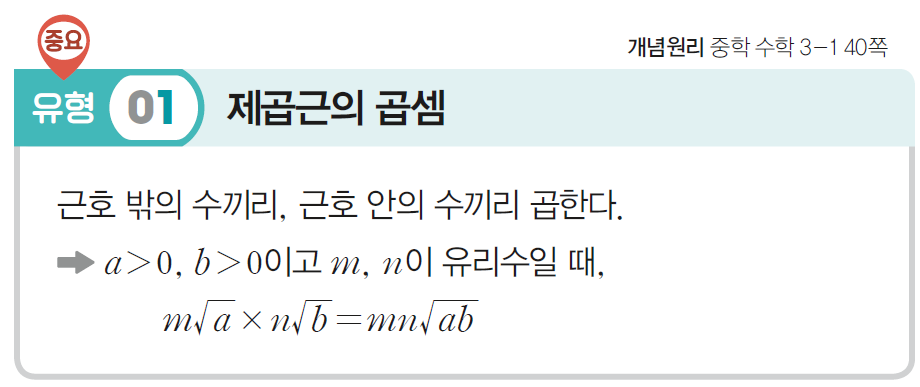 중요
개념원리 중학 수학 3-1 40쪽
유형 01 제곱근의 곱셈
근호 밖의 수끼리, 근호 안의 수끼리 곱한다.
➡ a>0, b>0이고 m, n이 유리수일 때,
m√a×n√b=mn√ab